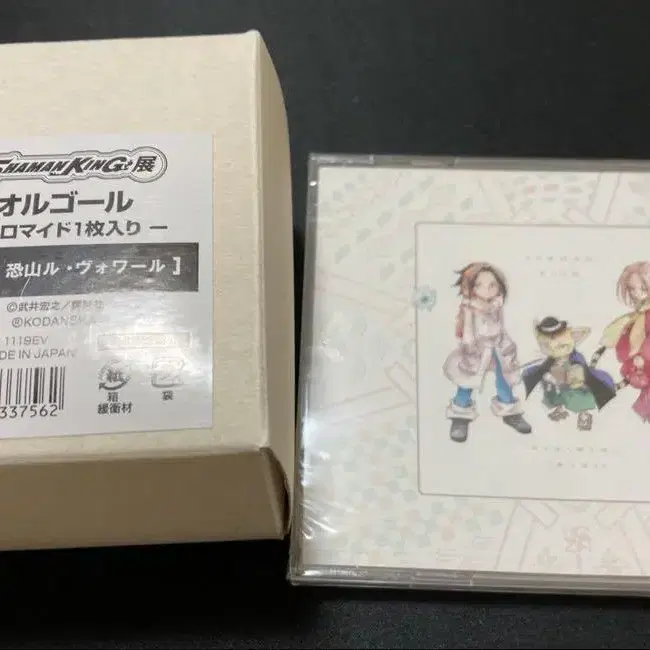 SHAMAN KING展
オルゴール
ロマイド1枚入り ー
恐山ル・ヴォワール ]
©武井宏之／講談社
®KODANSHA
1119EV
DE IN JAPAN
337562
紙
箱
緩衝材
袋